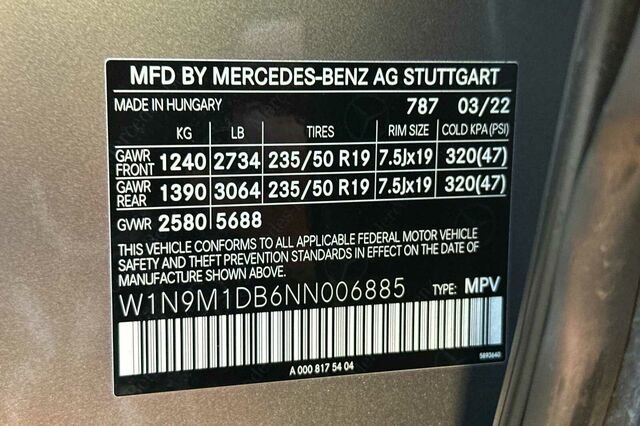 MFD BY MERCEDES-BENZ AG STUTTGART
MADE IN HUNGARY 787 03/22
KG LB TIRES RIM SIZE COLD KPA (PSI)
GAWR FRONT 1240 2734 235/50 R19 7.5Jx19 320(47)
GAWR REAR 1390 3064 235/50 R19 7.5Jx19 320(47)
GVWR 2580 5688
THIS VEHICLE CONFORMS TO ALL APPLICABLE FEDERAL MOTOR VEHICLE
SAFETY AND THEFT PREVENTION STANDARDS IN EFFECT ON THE DATE OF
MANUFACTURE SHOWN ABOVE.
W1N9M1DB6NN006885 TYPE: MPV
A 000 817 54 04
5893640